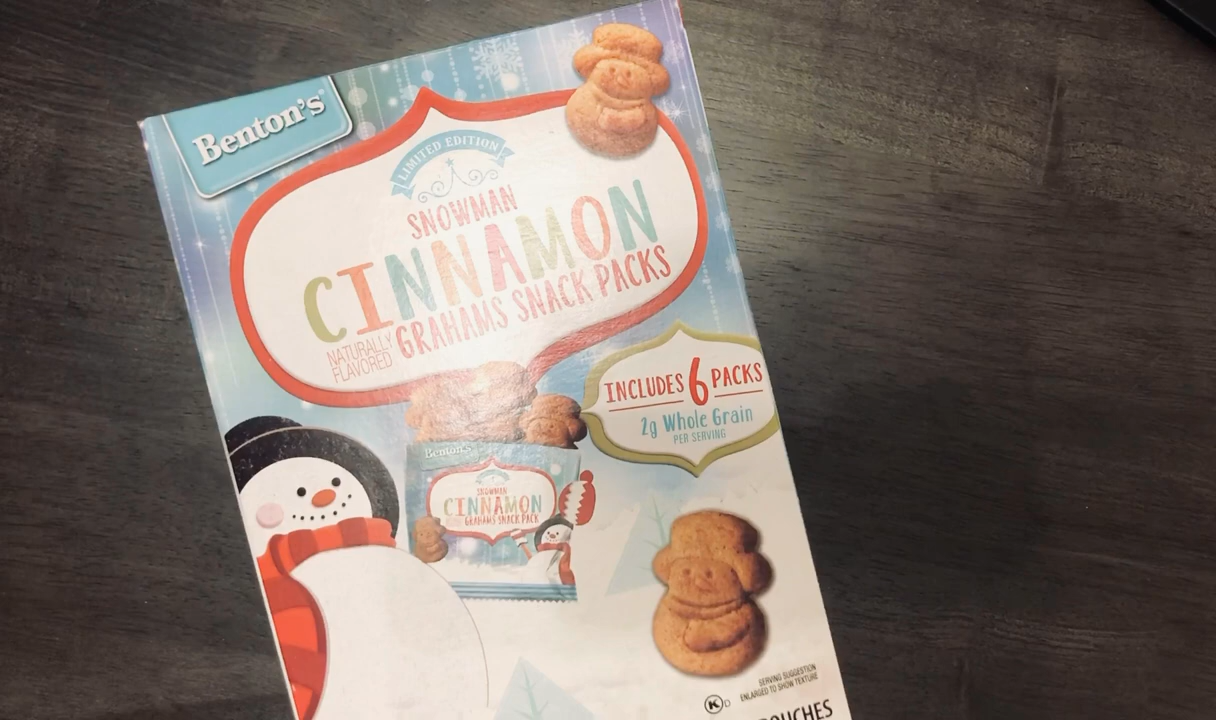 Benton's®
LIMITED EDITION
SNOWMAN
CINNAMON
GRAHAMS SNACK PACKS
NATURALLY
FLAVORED
INCLUDES 6 PACKS
2g Whole Grain
PER SERVING
Benton's
SNOWMAN
CINNAMON
GRAHAMS SNACK PACK
SERVING SUGGESTION
ENLARGED TO SHOW TEXTURE
K D